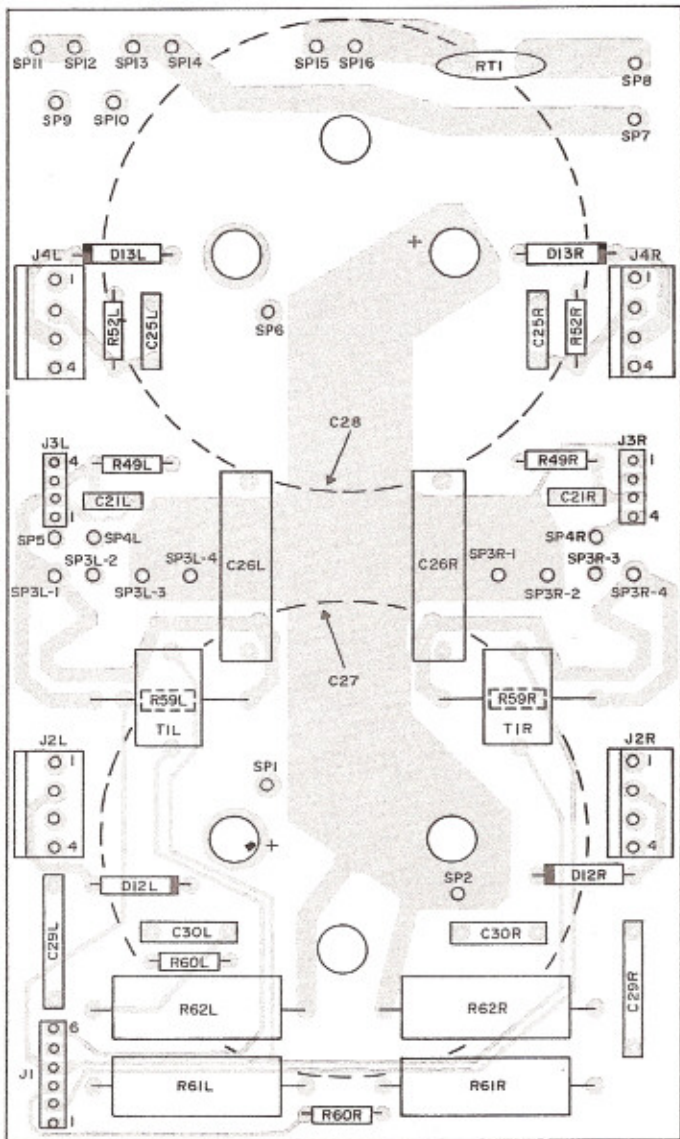 SP11 SP12 SP13 SP14 SP15 SP16 RT1 SP8
SP9 SP10 SP7
J4L D13L + D13R J4R
1 1
R52L C25L SP6 C25R R52R
4 4
C28
J3L J3R
4 R49L R49R 1
C21L C21R
1 4
SP5 SP4L SP4R
SP3L-2 SP3L-4 C26L C26R SP3R-1 SP3R-3
SP3L-1 SP3L-3 SP3R-2 SP3R-4
C27
R59L R59R
T1L T1R
J2L J2R
1 SP1 1
4 + 4
D12L SP2 D12R
C29L C30L C30R C29R
R60L
R62L R62R
6
J1
R61L R61R
1 R60R